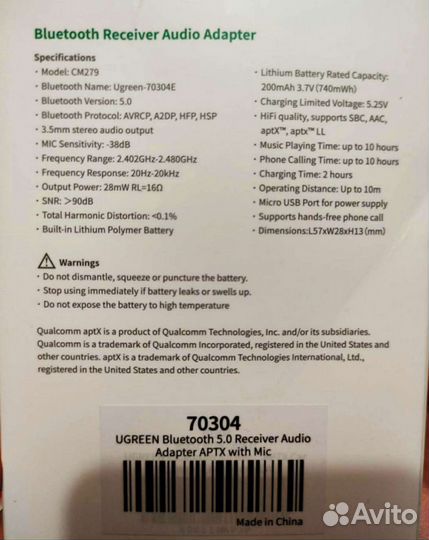 Bluetooth Receiver Audio Adapter
Specifications
· Model: CM279
· Bluetooth Name: Ugreen-70304E
· Bluetooth Version: 5.0
· Bluetooth Protocol: AVRCP, A2DP, HFP, HSP
· 3.5mm stereo audio output
· MIC Sensitivity: -38dB
· Frequency Range: 2.402GHz-2.480GHz
· Frequency Response: 20Hz-20kHz
· Output Power: 28mW RL=16Ω
· SNR: ＞90dB
· Total Harmonic Distortion: <0.1%
· Built-in Lithium Polymer Battery
· Lithium Battery Rated Capacity:
200mAh 3.7V (740mWh)
· Charging Limited Voltage: 5.25V
· HiFi quality, supports SBC, AAC,
aptX™, aptx™ LL
· Music Playing Time: up to 10 hours
· Phone Calling Time: up to 10 hours
· Charging Time: 2 hours
· Operating Distance: Up to 10m
· Micro USB Port for power supply
· Supports hands-free phone call
· Dimensions:L57xW28xH13 (mm)
Warnings
· Do not dismantle, squeeze or puncture the battery.
· Stop using immediately if battery leaks or swells up.
· Do not expose the battery to high temperature
Qualcomm aptX is a product of Qualcomm Technologies, Inc. and/or its subsidiaries.
Qualcomm is a trademark of Qualcomm Incorporated, registered in the United States and
other countries. aptX is a trademark of Qualcomm Technologies International, Ltd.,
registered in the United States and other countries.
70304
UGREEN Bluetooth 5.0 Receiver Audio
Adapter APTX with Mic
Made in China
Avito